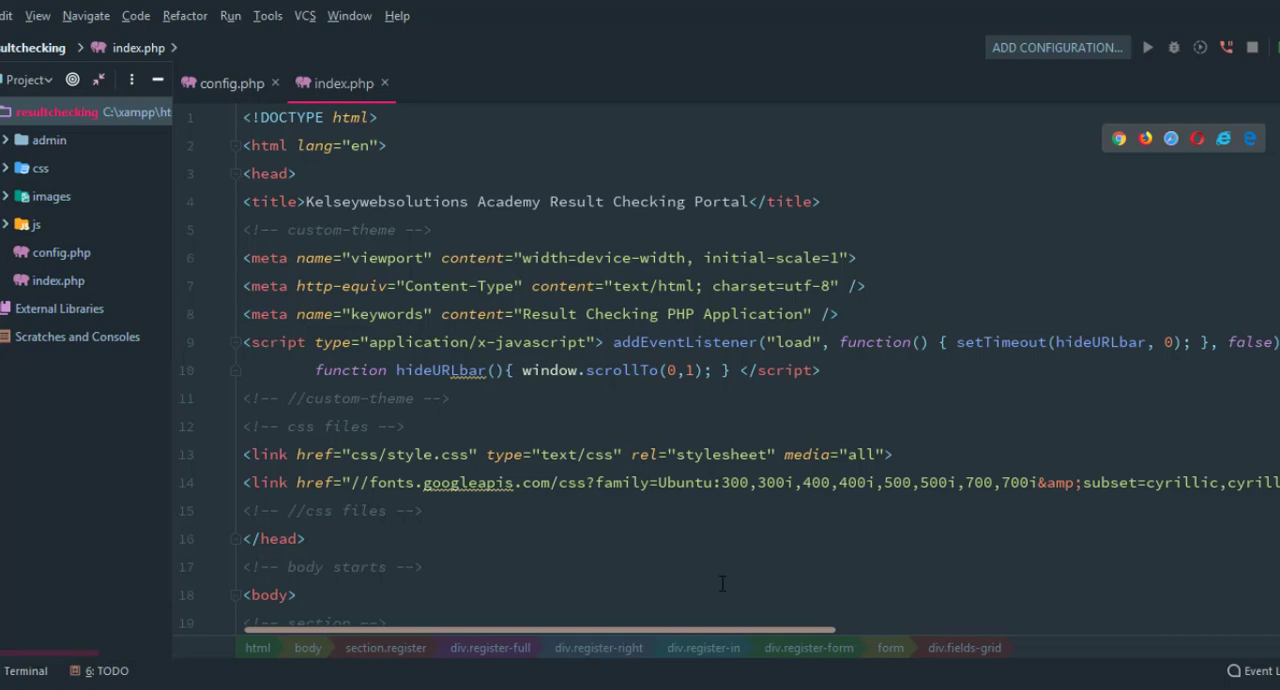 dit View Navigate Code Refactor Run Tools VCS Window Help
ultchecking index.php ADD CONFIGURATION...
Project config.php × index.php ×
resultchecking C:\xampp\ht
admin
css
images
js
config.php
index.php
External Libraries
Scratches and Consoles
1 <!DOCTYPE html>
2 <html lang="en">
3 <head>
4 <title>Kelseywebsolutions Academy Result Checking Portal</title>
5 <!-- custom-theme -->
6 <meta name="viewport" content="width=device-width, initial-scale=1">
7 <meta http-equiv="Content-Type" content="text/html; charset=utf-8" />
8 <meta name="keywords" content="Result Checking PHP Application" />
9 <script type="application/x-javascript"> addEventListener("load", function() { setTimeout(hideURLbar, 0); }, false)
10 function hideURLbar(){ window.scrollTo(0,1); } </script>
11 <!-- //custom-theme -->
12 <!-- css files -->
13 <link href="css/style.css" type="text/css" rel="stylesheet" media="all">
14 <link href="//fonts.googleapis.com/css?family=Ubuntu:300,300i,400,400i,500,500i,700,700i&amp;subset=cyrillic,cyrill
15 <!-- //css files -->
16 </head>
17 <!-- body starts -->
18 <body>
19 <!-- section -->
html body section.register div.register-full div.register-right div.register-in div.register-form form div.fields-grid
Terminal 6: TODO Event L